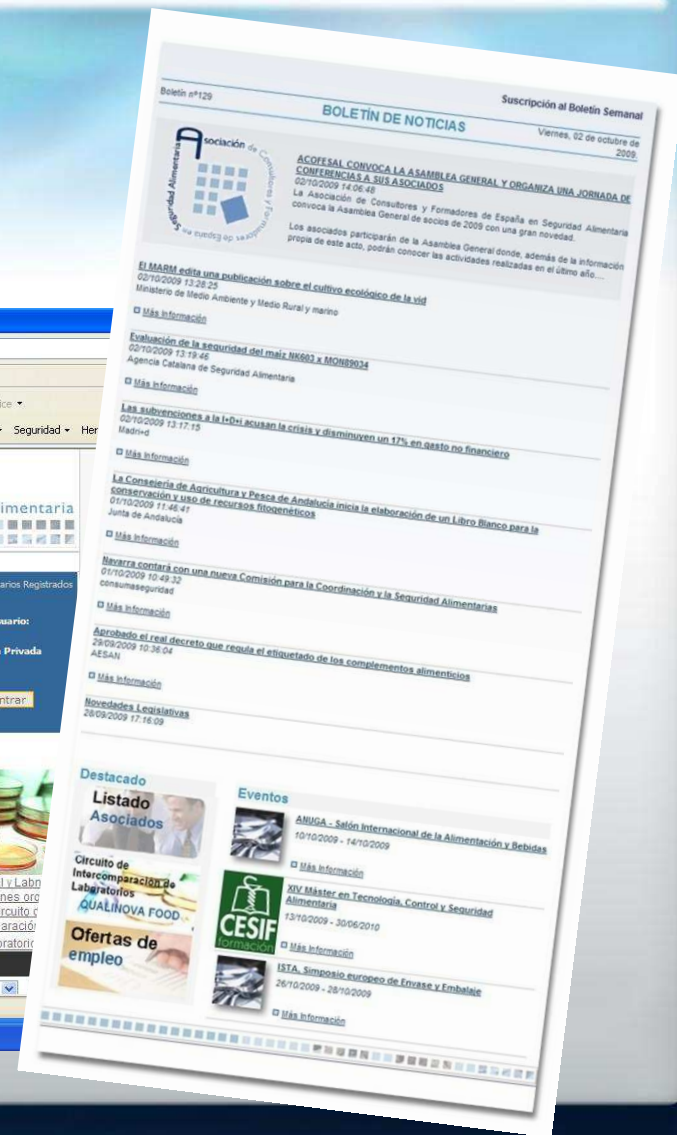 Suscripción al Boletín Semanal
Boletín nº129
BOLETÍN DE NOTICIAS
Viernes, 02 de octubre de
2009.
Asociación de Consultores y Formadores de España en Seguridad Alimentaria
ACOFESAL CONVOCA LA ASAMBLEA GENERAL Y ORGANIZA UNA JORNADA DE
CONFERENCIAS A SUS ASOCIADOS
02/10/2009 14:06:48
La Asociación de Consultores y Formadores de España en Seguridad Alimentaria
convoca la Asamblea General de socios de 2009 con una gran novedad.
Los asociados participarán de la Asamblea General donde, además de la información
propia de este acto, podrán conocer las actividades realizadas en el último año....
El MARM edita una publicación sobre el cultivo ecológico de la vid
02/10/2009 13:28:25
Ministerio de Medio Ambiente y Medio Rural y marino
Más Información
Evaluación de la seguridad del maiz NK603 x MON89034
02/10/2009 13:19:46
Agencia Catalana de Seguridad Alimentaria
Más Información
Las subvenciones a la I+D+i acusan la crisis y disminuyen un 17% en gasto no financiero
02/10/2009 13:17:15
Madri+d
Más Información
La Consejería de Agricultura y Pesca de Andalucía inicia la elaboración de un Libro Blanco para la
conservación y uso de recursos fitogenéticos
01/10/2009 11:46:41
Junta de Andalucía
Más Información
Navarra contará con una nueva Comisión para la Coordinación y la Seguridad Alimentarias
01/10/2009 10:49:32
consumaseguridad
Más Información
Aprobado el real decreto que regula el etiquetado de los complementos alimenticios
29/09/2009 10:36:04
AESAN
Más Información
Novedades Legislativas
28/09/2009 17:16:09
Destacado
Listado
Asociados
Circuito de
Intercomparación de
Laboratorios
QUALINOVA FOOD
Ofertas de
empleo
Eventos
ANUGA - Salón Internacional de la Alimentación y Bebidas
10/10/2009 - 14/10/2009
Más Información
CESIF
formación
XIV Máster en Tecnología, Control y Seguridad
Alimentaria
13/10/2009 - 30/06/2010
Más Información
ISTA, Simposio europeo de Envase y Embalaje
26/10/2009 - 28/10/2009
Más Información
ice
Seguridad Her
imentaria
arios Registrados
uario:
Privada
ntrar
l y Labn
nes oro
rcuito
aració
oratorio